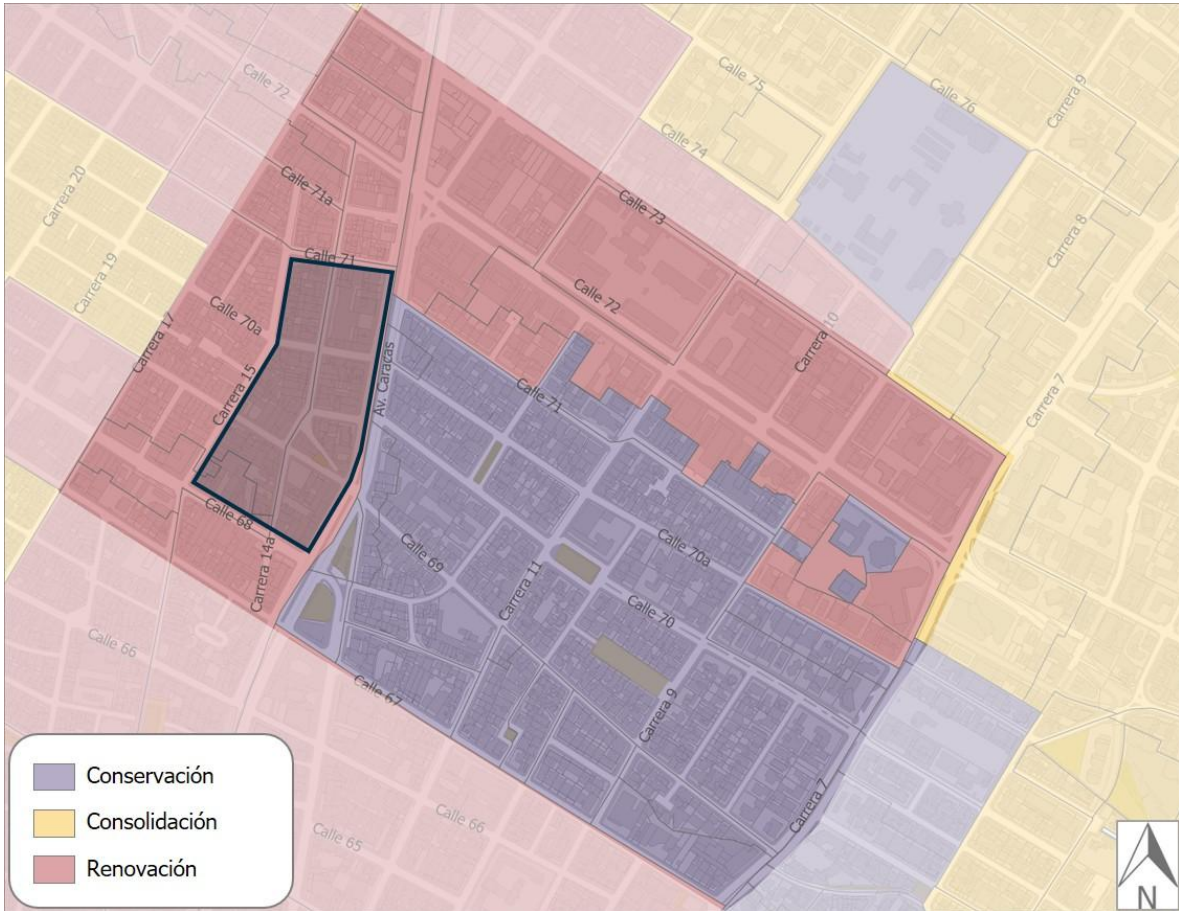 Calle 75
Calle 76
Carrera 9
Calle 72
Calle 74
Carrera 20
Calle 71a
Calle 73
Carrera 8
Carrera 19
Calle 71
Calle 72
Carrera 10
Calle 70a
Carrera 17
Carrera 15
Av. Caracas
Calle 71
Carrera 7
Calle 68
Calle 70a
Carrera 14a
Calle 69
Carrera 11
Calle 70
Calle 66
Calle 67
Carrera 9
Carrera 7
Calle 66
Calle 65
Conservación
Consolidación
Renovación
N